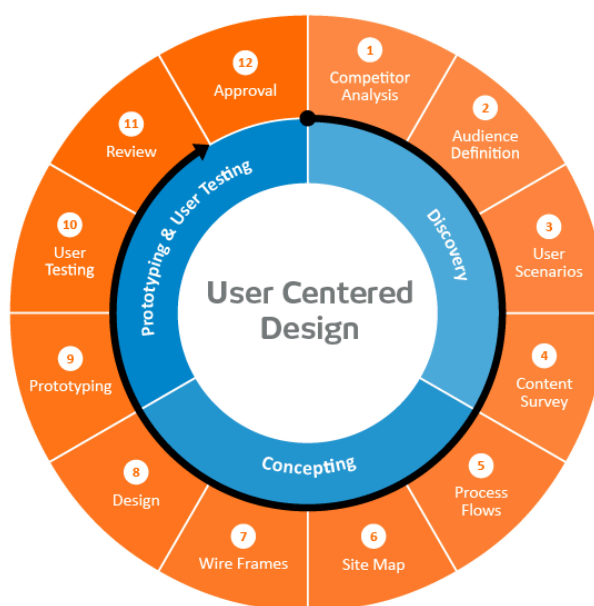 User Centered
Design
Discovery
Concepting
Prototyping & User Testing
1
Competitor
Analysis
2
Audience
Definition
3
User
Scenarios
4
Content
Survey
5
Process
Flows
6
Site Map
7
Wire Frames
8
Design
9
Prototyping
10
User
Testing
11
Review
12
Approval